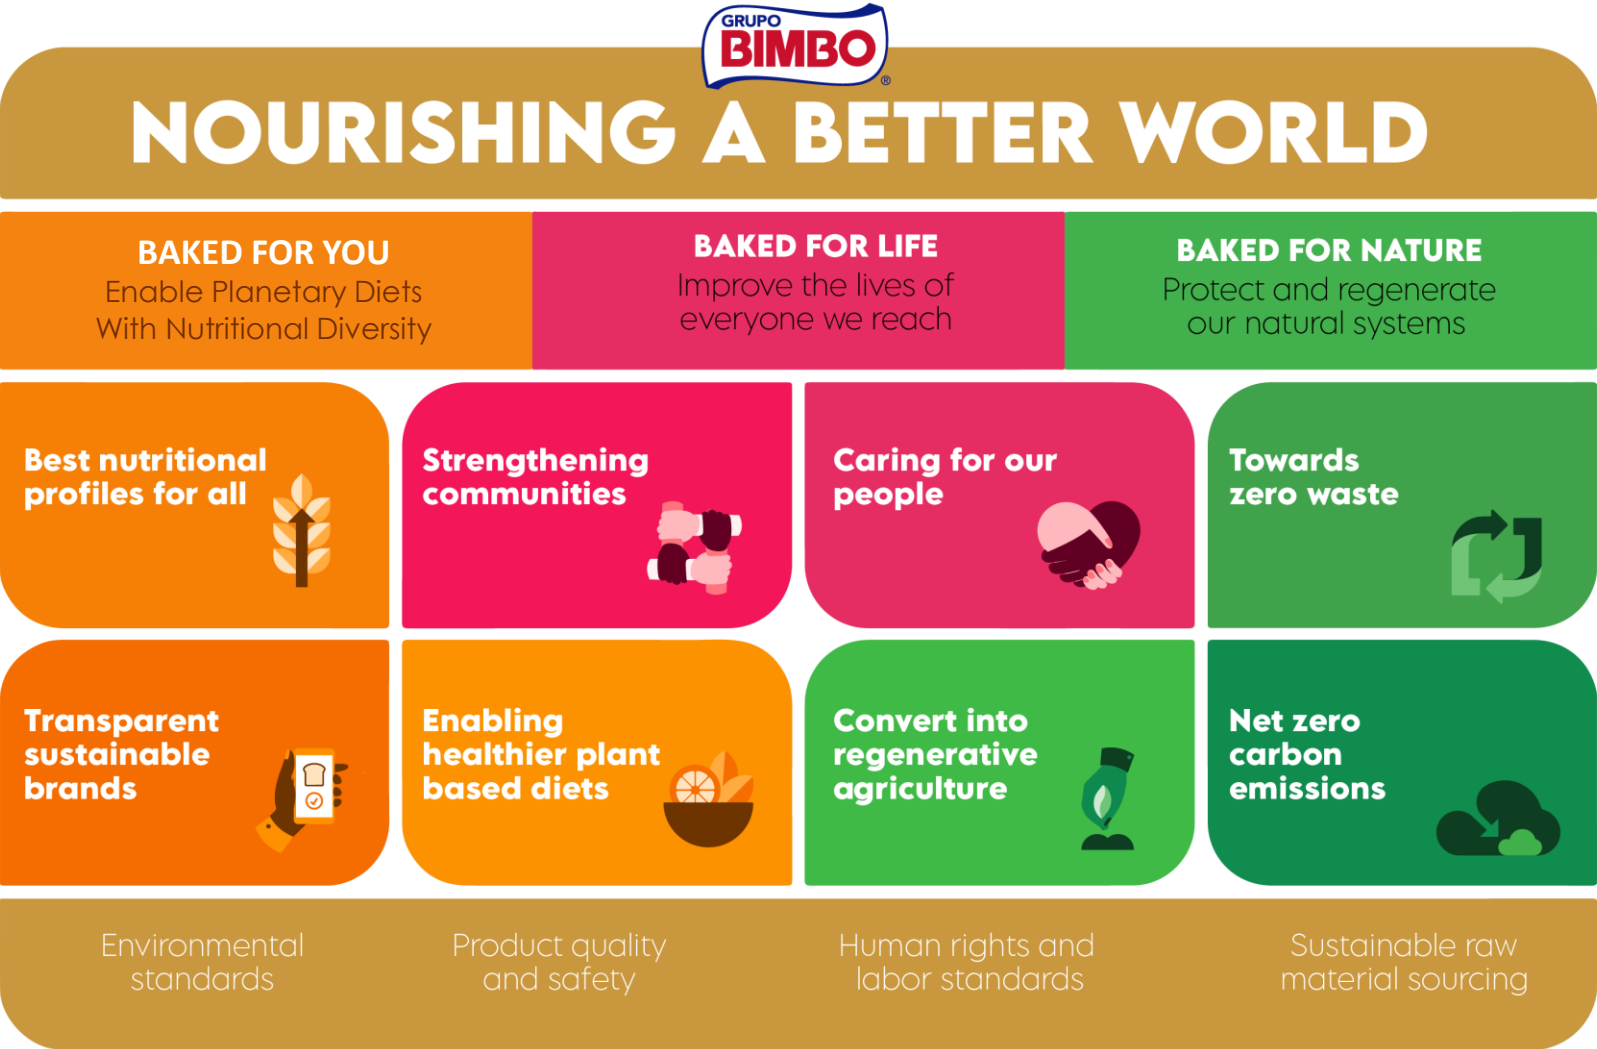 GRUPO
BIMBO
®
NOURISHING A BETTER WORLD
BAKED FOR YOU
Enable Planetary Diets
With Nutritional Diversity
BAKED FOR LIFE
Improve the lives of
everyone we reach
BAKED FOR NATURE
Protect and regenerate
our natural systems
Best nutritional
profiles for all
Strengthening
communities
Caring for our
people
Towards
zero waste
Transparent
sustainable
brands
Enabling
healthier plant
based diets
Convert into
regenerative
agriculture
Net zero
carbon
emissions
Environmental
standards
Product quality
and safety
Human rights and
labor standards
Sustainable raw
material sourcing